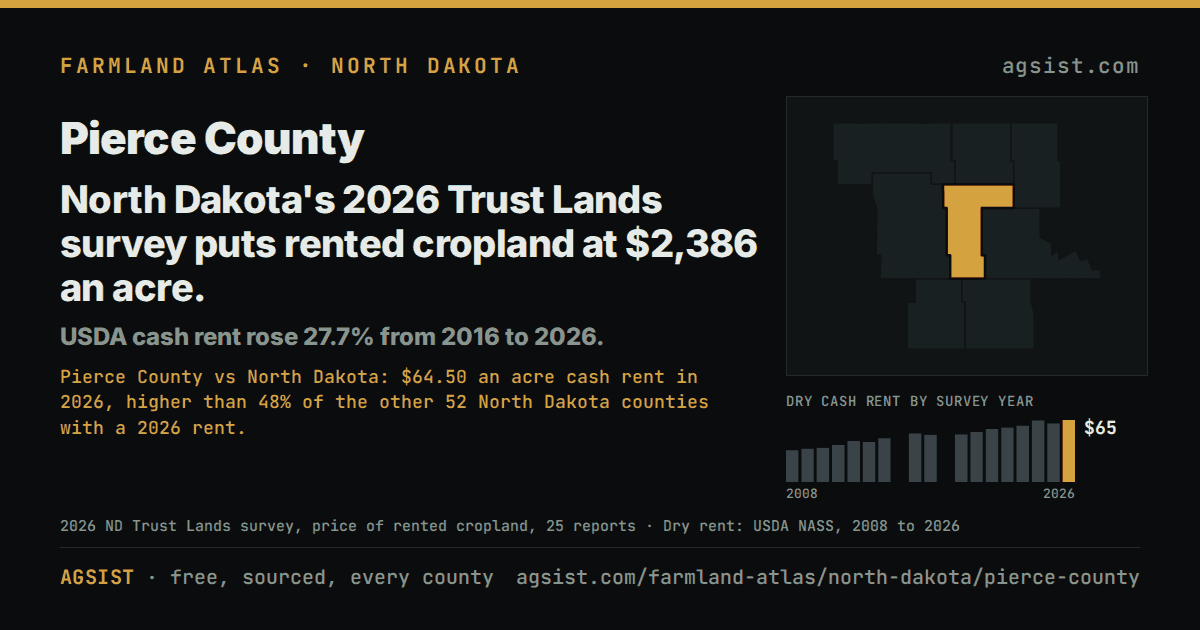 FARMLAND ATLAS · NORTH DAKOTA
agsist.com
Pierce County
North Dakota's 2026 Trust Lands
survey puts rented cropland at $2,386
an acre.
USDA cash rent rose 27.7% from 2016 to 2026.
Pierce County vs North Dakota: $64.50 an acre cash rent in
2026, higher than 48% of the other 52 North Dakota counties
with a 2026 rent.
DRY CASH RENT BY SURVEY YEAR
$65
2008 2026
2026 ND Trust Lands survey, price of rented cropland, 25 reports · Dry rent: USDA NASS, 2008 to 2026
AGSIST · free, sourced, every county agsist.com/farmland-atlas/north-dakota/pierce-county